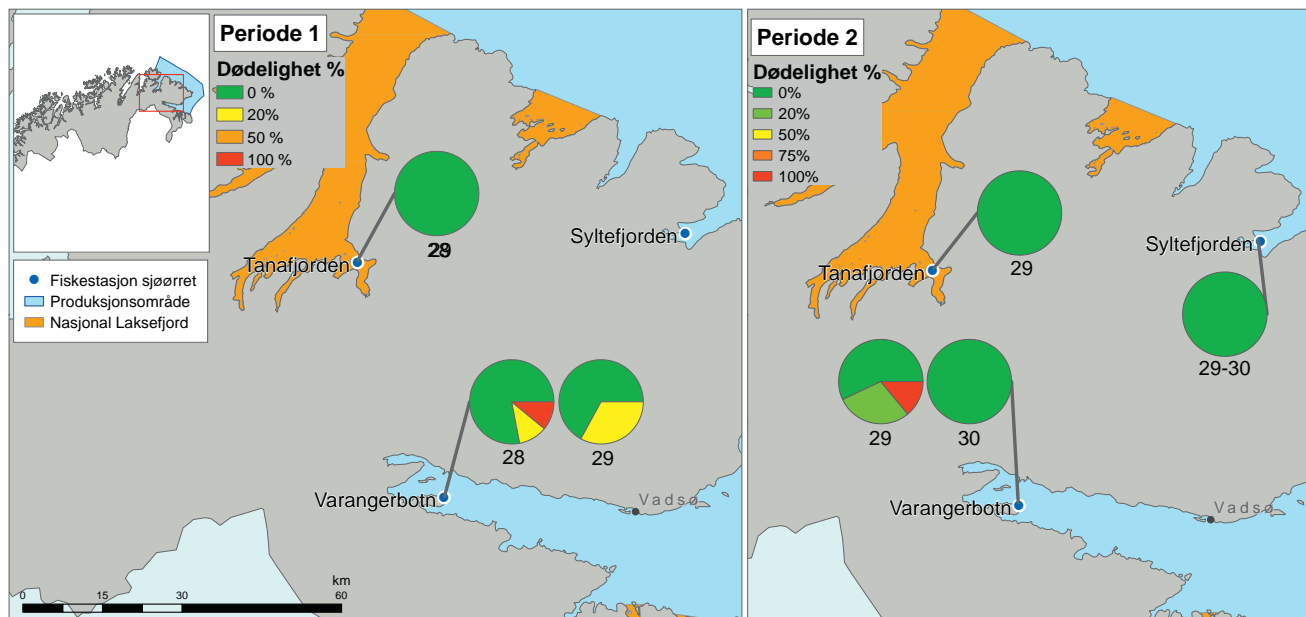 Periode 1
Dødelighet %
0 %
20%
50 %
100 %
Fiskestasjon sjøørret
Produksjonsområde
Nasjonal Laksefjord
Tanafjorden
Syltefjorden
28
29
Varangerbotn
Vadsø
km
0 15 30 60
Periode 2
Dødelighet %
0%
20%
50%
75%
100%
Syltefjorden
Tanafjorden
29
29-30
29
30
Varangerbotn
Vadsø